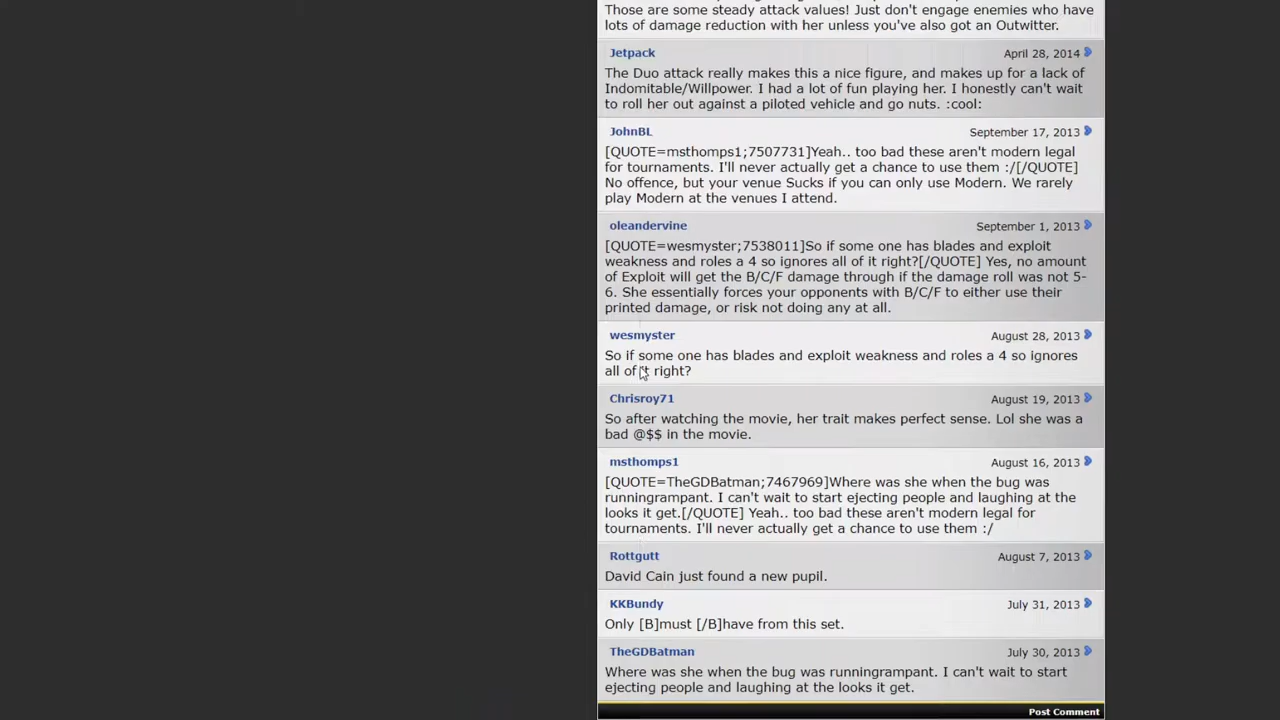 Those are some steady attack values! Just don't engage enemies who have
lots of damage reduction with her unless you've also got an Outwitter.
Jetpack April 28, 2014
The Duo attack really makes this a nice figure, and makes up for a lack of
Indomitable/Willpower. I had a lot of fun playing her. I honestly can't wait
to roll her out against a piloted vehicle and go nuts. :cool:
JohnBL September 17, 2013
[QUOTE=msthomps1;7507731]Yeah.. too bad these aren't modern legal
for tournaments. I'll never actually get a chance to use them :/[/QUOTE]
No offence, but your venue Sucks if you can only use Modern. We rarely
play Modern at the venues I attend.
oleandervine September 1, 2013
[QUOTE=wesmyster;7538011]So if some one has blades and exploit
weakness and roles a 4 so ignores all of it right?[/QUOTE] Yes, no amount
of Exploit will get the B/C/F damage through if the damage roll was not 5-
6. She essentially forces your opponents with B/C/F to either use their
printed damage, or risk not doing any at all.
wesmyster August 28, 2013
So if some one has blades and exploit weakness and roles a 4 so ignores
all of it right?
Chrisroy71 August 19, 2013
So after watching the movie, her trait makes perfect sense. Lol she was a
bad @$$ in the movie.
msthomps1 August 16, 2013
[QUOTE=TheGDBatman;7467969]Where was she when the bug was
runningrampant. I can't wait to start ejecting people and laughing at the
looks it get.[/QUOTE] Yeah.. too bad these aren't modern legal for
tournaments. I'll never actually get a chance to use them :/
Rottgutt August 7, 2013
David Cain just found a new pupil.
KKBundy July 31, 2013
Only [B]must [/B]have from this set.
TheGDBatman July 30, 2013
Where was she when the bug was runningrampant. I can't wait to start
ejecting people and laughing at the looks it get.
Post Comment